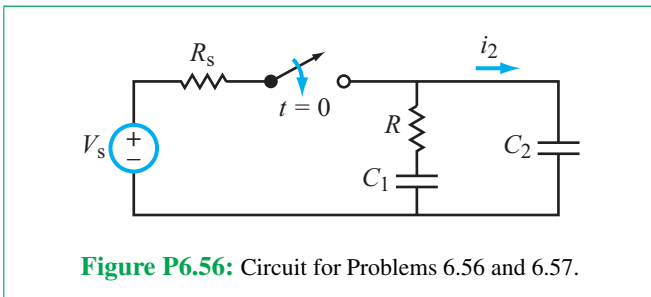 Rs
i2
t = 0
Vs
+
−
R
C1
C2
Figure P6.56: Circuit for Problems 6.56 and 6.57.